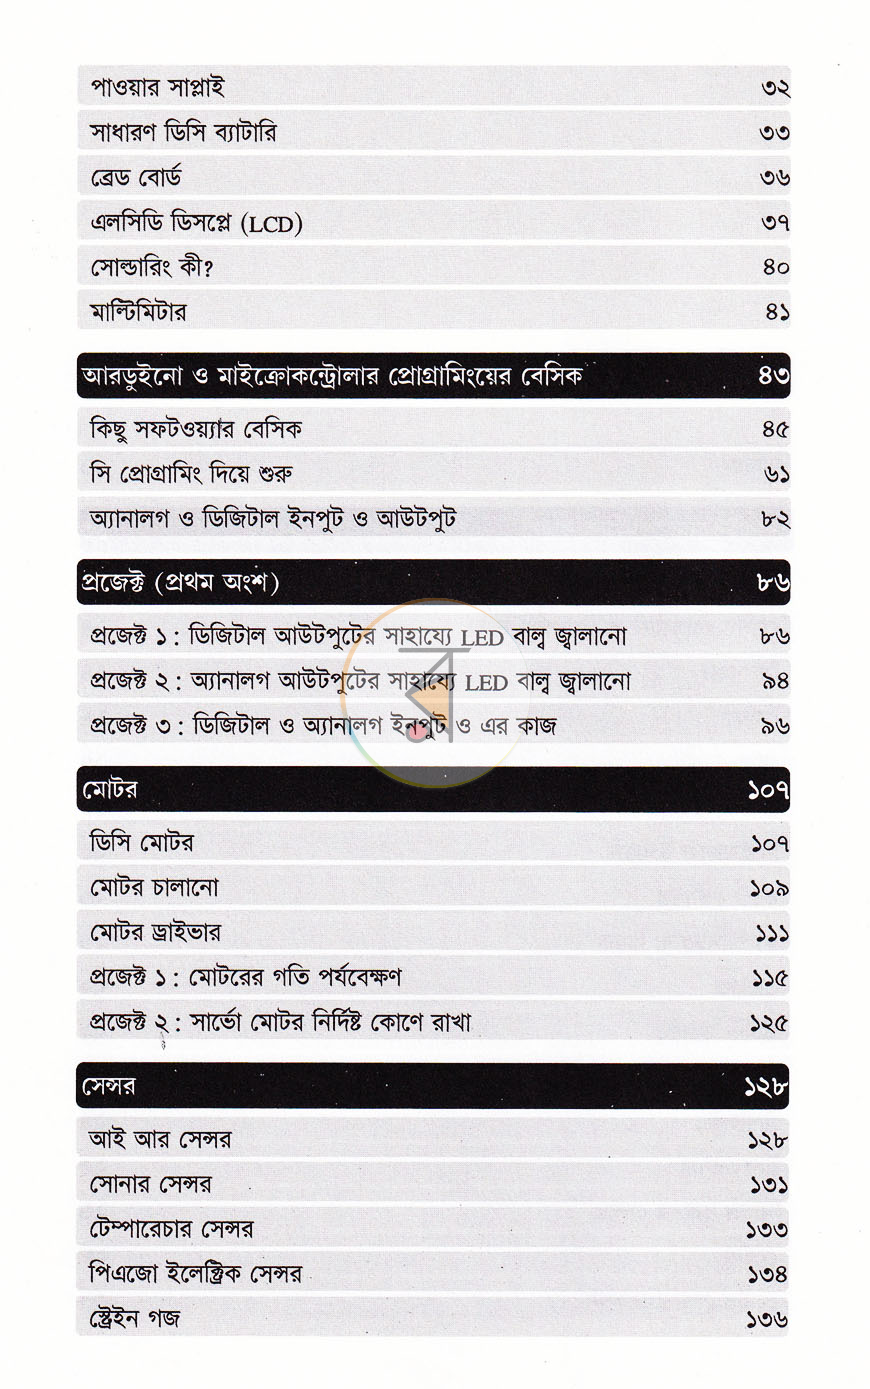 পাওয়ার সাপ্লাই ৩২
সাধারণ ডিসি ব্যাটারি ৩৩
ব্রেড বোর্ড ৩৬
এলসিডি ডিসপ্লে (LCD) ৩৭
সোল্ডারিং কী? ৪০
মাল্টিমিটার ৪১
আরডুইনো ও মাইক্রোকন্ট্রোলার প্রোগ্রামিংয়ের বেসিক ৪৩
কিছু সফটওয়্যার বেসিক ৪৫
সি প্রোগ্রামিং দিয়ে শুরু ৬১
অ্যানালগ ও ডিজিটাল ইনপুট ও আউটপুট ৮২
প্রজেক্ট (প্রথম অংশ) ৮৬
প্রজেক্ট ১ : ডিজিটাল আউটপুটের সাহায্যে LED বাল্ব জ্বালানো ৮৬
প্রজেক্ট ২ : অ্যানালগ আউটপুটের সাহায্যে LED বাল্ব জ্বালানো ৯৪
প্রজেক্ট ৩ : ডিজিটাল ও অ্যানালগ ইনপুট ও এর কাজ ৯৬
মোটর ১০৭
ডিসি মোটর ১০৭
মোটর চালানো ১০৯
মোটর ড্রাইভার ১১১
প্রজেক্ট ১ : মোটরের গতি পর্যবেক্ষণ ১১৫
প্রজেক্ট ২ : সার্ভো মোটর নির্দিষ্ট কোণে রাখা ১২৫
সেন্সর ১২৮
আই আর সেন্সর ১২৮
সোনার সেন্সর ১৩১
টেম্পারেচার সেন্সর ১৩৩
পিএজো ইলেক্ট্রিক সেন্সর ১৩৪
স্ট্রেইন গজ ১৩৬